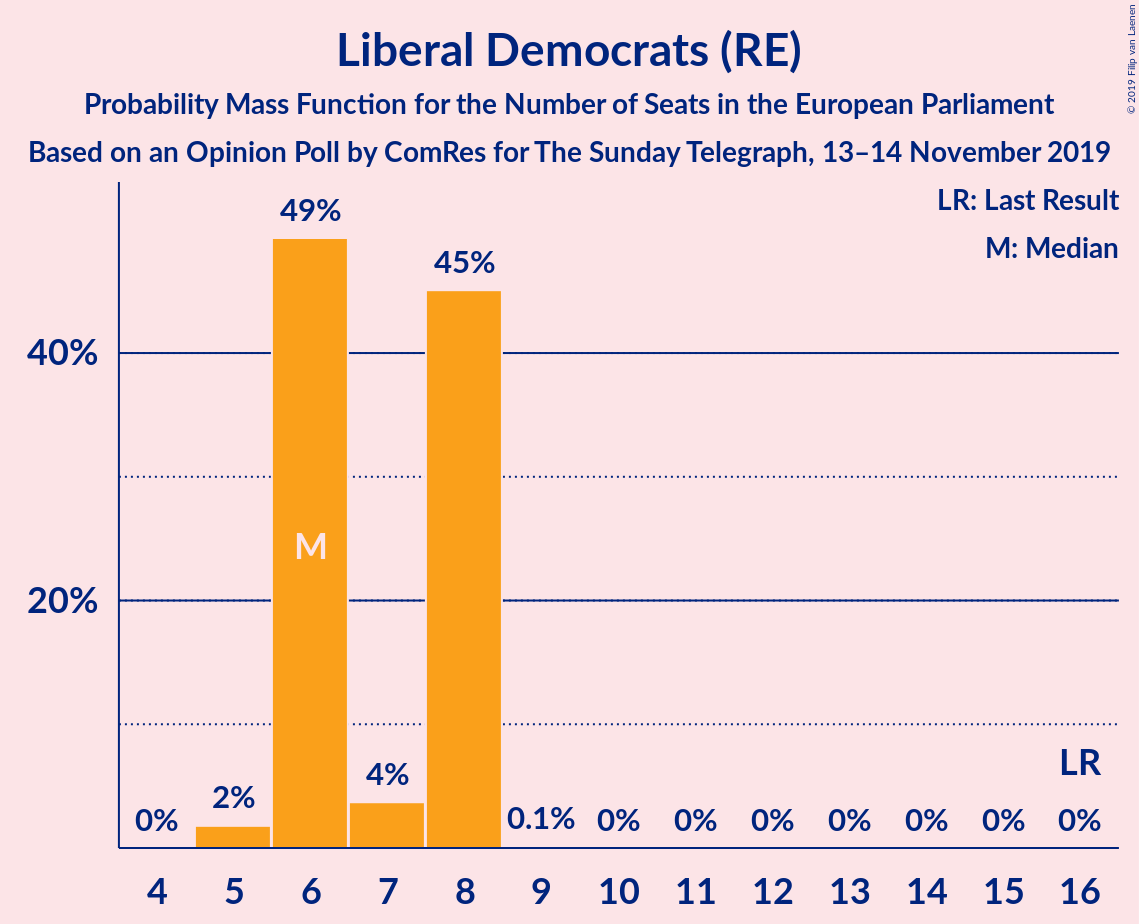 Liberal Democrats (RE)
Probability Mass Function for the Number of Seats in the European Parliament
Based on an Opinion Poll by ComRes for The Sunday Telegraph, 13–14 November 2019
© 2019 Filip van Laenen
LR: Last Result
M: Median
49%
45%
40%
M
20%
LR
0% 2% 4% 0.1% 0% 0% 0% 0% 0% 0% 0%
4 5 6 7 8 9 10 11 12 13 14 15 16